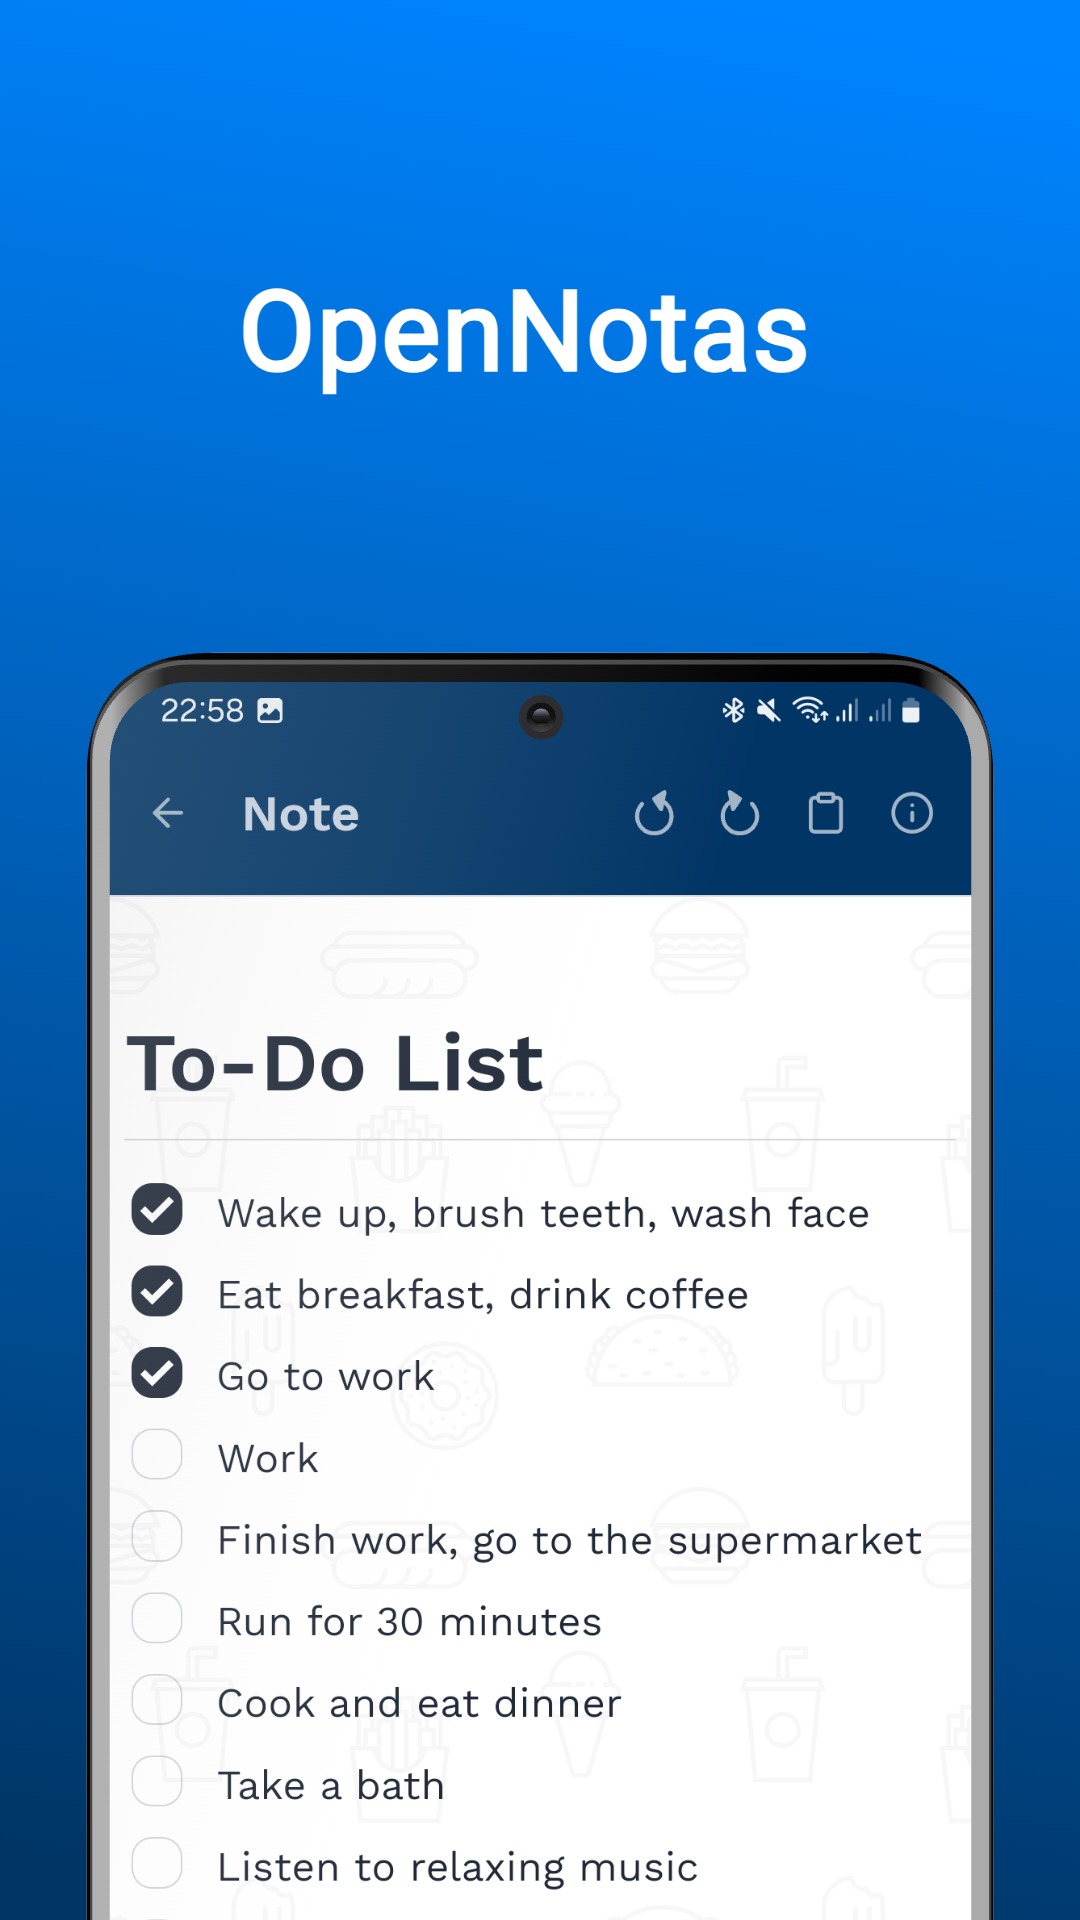 OpenNotas
22:58
Note
To-Do List
Wake up, brush teeth, wash face
Eat breakfast, drink coffee
Go to work
Work
Finish work, go to the supermarket
Run for 30 minutes
Cook and eat dinner
Take a bath
Listen to relaxing music